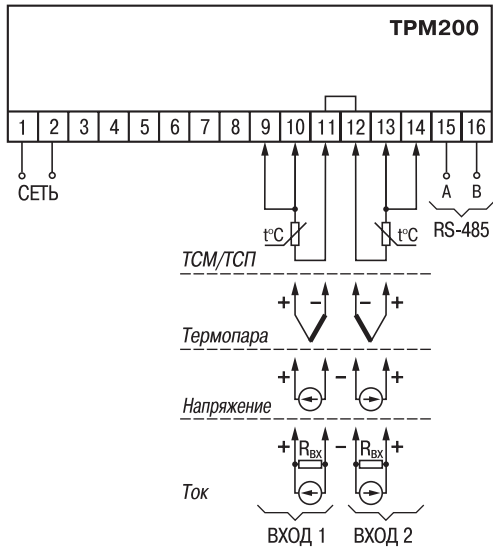 ТРМ200
1 2 3 4 5 6 7 8 9 10 11 12 13 14 15 16
СЕТЬ
A B
RS-485
t°C t°C
ТСМ/ТСП
+ - - +
Термопара
+ - +
Напряжение
+ Rвх - Rвх +
Ток
ВХОД 1 ВХОД 2